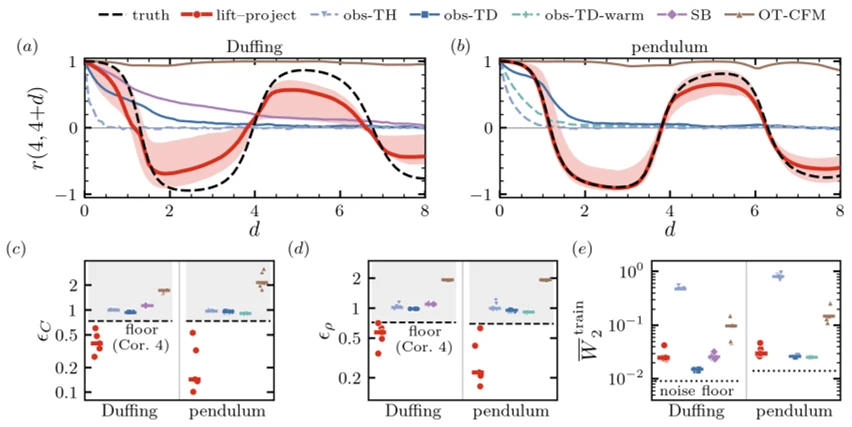 truth lift–project obs-TH obs-TD obs-TD-warm SB OT-CFM
(a) Duffing
(b) pendulum
r(4, 4+d)
1
0
−1
0 2 4 6 8
d
1
0
−1
0 2 4 6 8
d
(c)
ϵ_C
2
1
0.5
0.2
0.1
floor
(Cor. 4)
Duffing pendulum
(d)
ϵ_ρ
2
1
0.5
0.2
floor
(Cor. 4)
Duffing pendulum
(e)
W̅₂^train
10⁰
10⁻¹
10⁻²
noise floor
Duffing pendulum